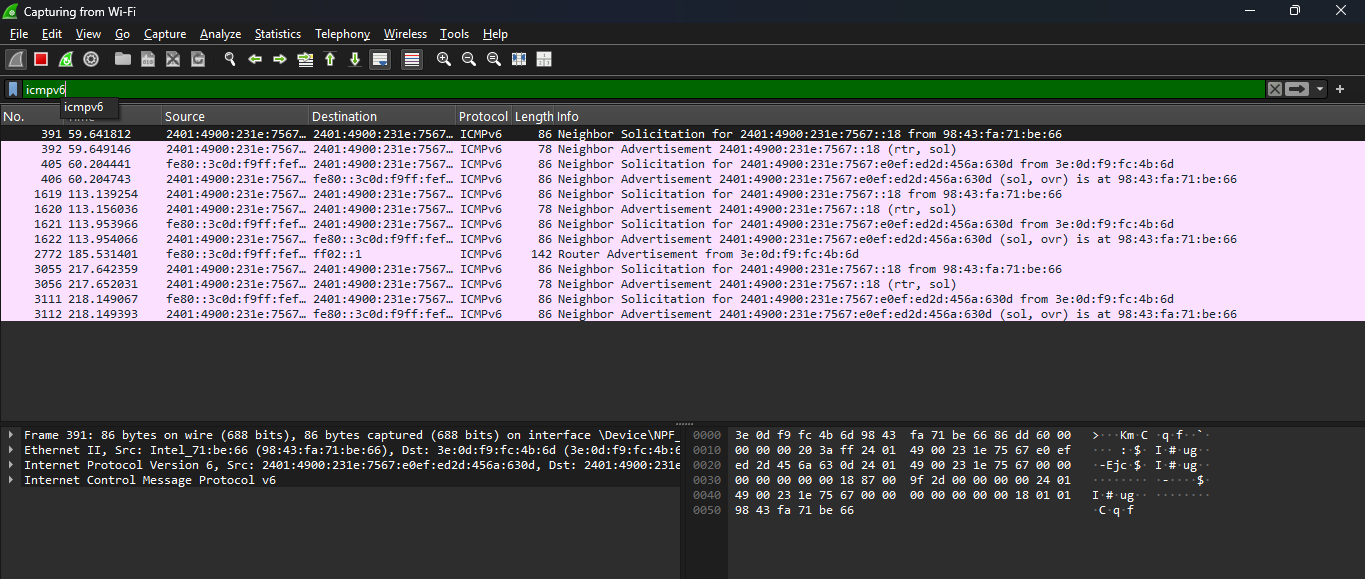 Capturing from Wi-Fi
File Edit View Go Capture Analyze Statistics Telephony Wireless Tools Help
icmpv6
icmpv6
No. Source Destination Protocol Length Info
391 59.641812 2401:4900:231e:7567… 2401:4900:231e:7567… ICMPv6 86 Neighbor Solicitation for 2401:4900:231e:7567::18 from 98:43:fa:71:be:66
392 59.649146 2401:4900:231e:7567… 2401:4900:231e:7567… ICMPv6 78 Neighbor Advertisement 2401:4900:231e:7567::18 (rtr, sol)
405 60.204441 fe80::3c0d:f9ff:fef… 2401:4900:231e:7567… ICMPv6 86 Neighbor Solicitation for 2401:4900:231e:7567:e0ef:ed2d:456a:630d from 3e:0d:f9:fc:4b:6d
406 60.204743 2401:4900:231e:7567… fe80::3c0d:f9ff:fef… ICMPv6 86 Neighbor Advertisement 2401:4900:231e:7567:e0ef:ed2d:456a:630d (sol, ovr) is at 98:43:fa:71:be:66
1619 113.139254 2401:4900:231e:7567… 2401:4900:231e:7567… ICMPv6 86 Neighbor Solicitation for 2401:4900:231e:7567::18 from 98:43:fa:71:be:66
1620 113.156036 2401:4900:231e:7567… 2401:4900:231e:7567… ICMPv6 78 Neighbor Advertisement 2401:4900:231e:7567::18 (rtr, sol)
1621 113.953966 fe80::3c0d:f9ff:fef… 2401:4900:231e:7567… ICMPv6 86 Neighbor Solicitation for 2401:4900:231e:7567:e0ef:ed2d:456a:630d from 3e:0d:f9:fc:4b:6d
1622 113.954066 2401:4900:231e:7567… fe80::3c0d:f9ff:fef… ICMPv6 86 Neighbor Advertisement 2401:4900:231e:7567:e0ef:ed2d:456a:630d (sol, ovr) is at 98:43:fa:71:be:66
2772 185.531401 fe80::3c0d:f9ff:fef… ff02::1 ICMPv6 142 Router Advertisement from 3e:0d:f9:fc:4b:6d
3055 217.642359 2401:4900:231e:7567… 2401:4900:231e:7567… ICMPv6 86 Neighbor Solicitation for 2401:4900:231e:7567::18 from 98:43:fa:71:be:66
3056 217.652031 2401:4900:231e:7567… 2401:4900:231e:7567… ICMPv6 78 Neighbor Advertisement 2401:4900:231e:7567::18 (rtr, sol)
3111 218.149067 fe80::3c0d:f9ff:fef… 2401:4900:231e:7567… ICMPv6 86 Neighbor Solicitation for 2401:4900:231e:7567:e0ef:ed2d:456a:630d from 3e:0d:f9:fc:4b:6d
3112 218.149393 2401:4900:231e:7567… fe80::3c0d:f9ff:fef… ICMPv6 86 Neighbor Advertisement 2401:4900:231e:7567:e0ef:ed2d:456a:630d (sol, ovr) is at 98:43:fa:71:be:66
Frame 391: 86 bytes on wire (688 bits), 86 bytes captured (688 bits) on interface \Device\NPF_
Ethernet II, Src: Intel_71:be:66 (98:43:fa:71:be:66), Dst: 3e:0d:f9:fc:4b:6d (3e:0d:f9:fc:4b:6
Internet Protocol Version 6, Src: 2401:4900:231e:7567:e0ef:ed2d:456a:630d, Dst: 2401:4900:231e
Internet Control Message Protocol v6
0000 3e 0d f9 fc 4b 6d 98 43 fa 71 be 66 86 dd 60 00 >···Km·C ·q·f··`·
0010 00 00 00 20 3a ff 24 01 49 00 23 1e 75 67 e0 ef ··· :·$· I·#·ug··
0020 ed 2d 45 6a 63 0d 24 01 49 00 23 1e 75 67 00 00 ·-Ejc·$· I·#·ug··
0030 00 00 00 00 00 18 87 00 9f 2d 00 00 00 00 24 01 ········ ·-····$·
0040 49 00 23 1e 75 67 00 00 00 00 00 00 00 18 01 01 I·#·ug·· ········
0050 98 43 fa 71 be 66 ·C·q·f